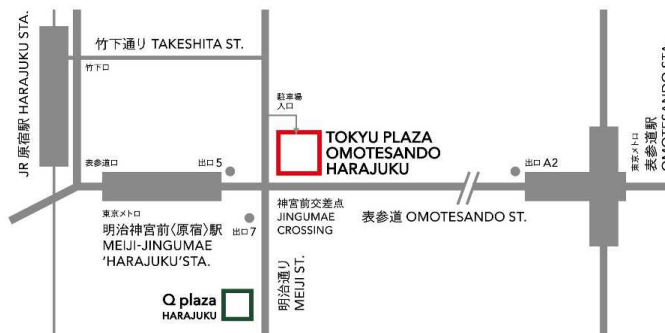 JR 原宿駅 HARAJUKU STA.
竹下通り TAKESHITA ST.
竹下口
駐車場
入口
TOKYU PLAZA
OMOTESANDO
HARAJUKU
表参道口
出口 5
出口 A2
東京メトロ
表参道駅
OMOTESANDO STA.
東京メトロ
明治神宮前〈原宿〉駅
MEIJI-JINGUMAE
'HARAJUKU'STA.
出口 7
神宮前交差点
JINGUMAE
CROSSING
表参道 OMOTESANDO ST.
明治通り
MEIJI ST.
Q plaza
HARAJUKU